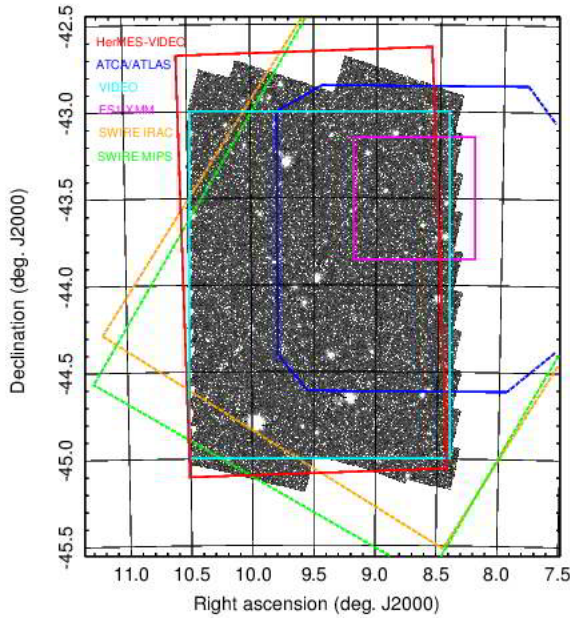 HerMES-VIDEO
ATCA/ATLAS
VIDEO
ES1-XMM
SWIRE IRAC
SWIRE MIPS
-42.5
-43.0
-43.5
-44.0
-44.5
-45.0
-45.5
Declination (deg. J2000)
11.0 10.5 10.0 9.5 9.0 8.5 8.0 7.5
Right ascension (deg. J2000)